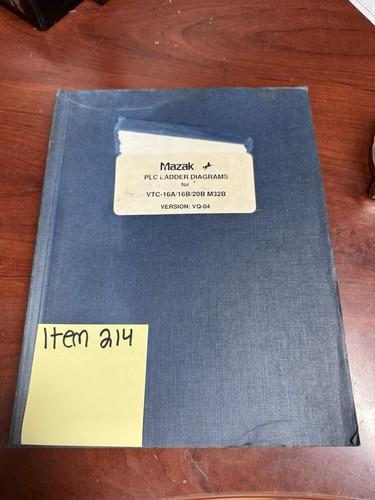 Mazak
PLC LADDER DIAGRAMS
for
VTC-16A/16B/20B M32B
VERSION: VQ-04
Item 214